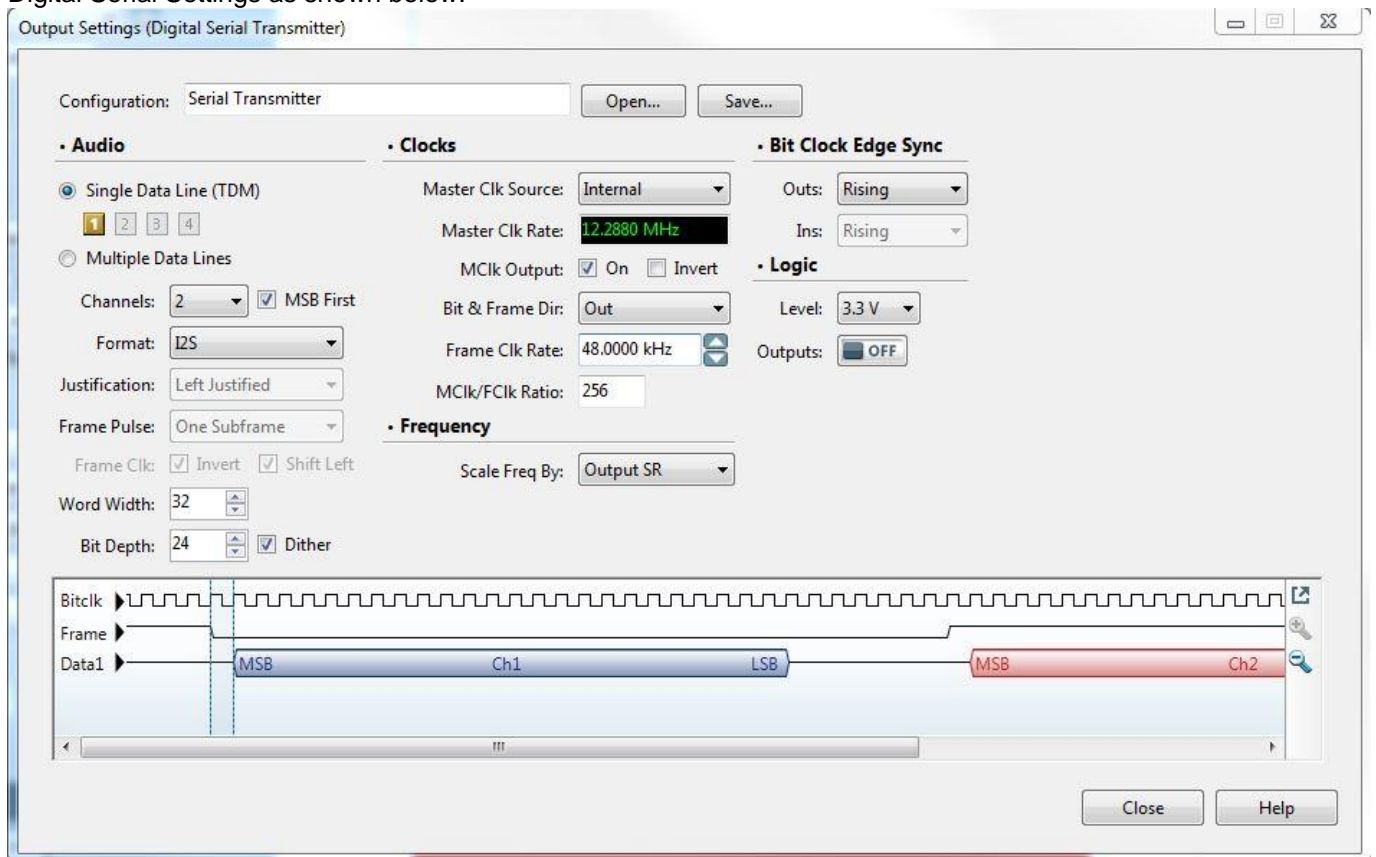 Digital Serial Settings as shown below:
Output Settings (Digital Serial Transmitter)
Configuration: Serial Transmitter Open... Save...
• Audio
Single Data Line (TDM)
1 2 3 4
Multiple Data Lines
Channels: 2 MSB First
Format: I2S
Justification: Left Justified
Frame Pulse: One Subframe
Frame Clk: Invert Shift Left
Word Width: 32
Bit Depth: 24 Dither
• Clocks
Master Clk Source: Internal
Master Clk Rate: 12.2880 MHz
MClk Output: On Invert
Bit & Frame Dir: Out
Frame Clk Rate: 48.0000 kHz
MClk/FClk Ratio: 256
• Frequency
Scale Freq By: Output SR
• Bit Clock Edge Sync
Outs: Rising
Ins: Rising
• Logic
Level: 3.3 V
Outputs: OFF
Bitclk
Frame
Data1 MSB Ch1 LSB MSB Ch2
Close Help